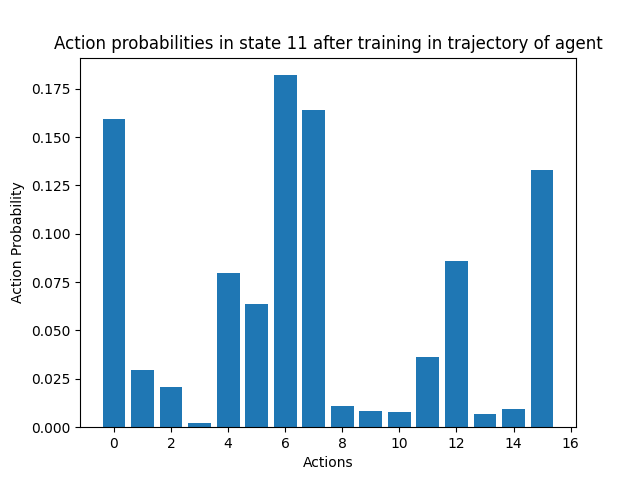 Action probabilities in state 11 after training in trajectory of agent
Action Probability
0.175
0.150
0.125
0.100
0.075
0.050
0.025
0.000
0 2 4 6 8 10 12 14 16
Actions